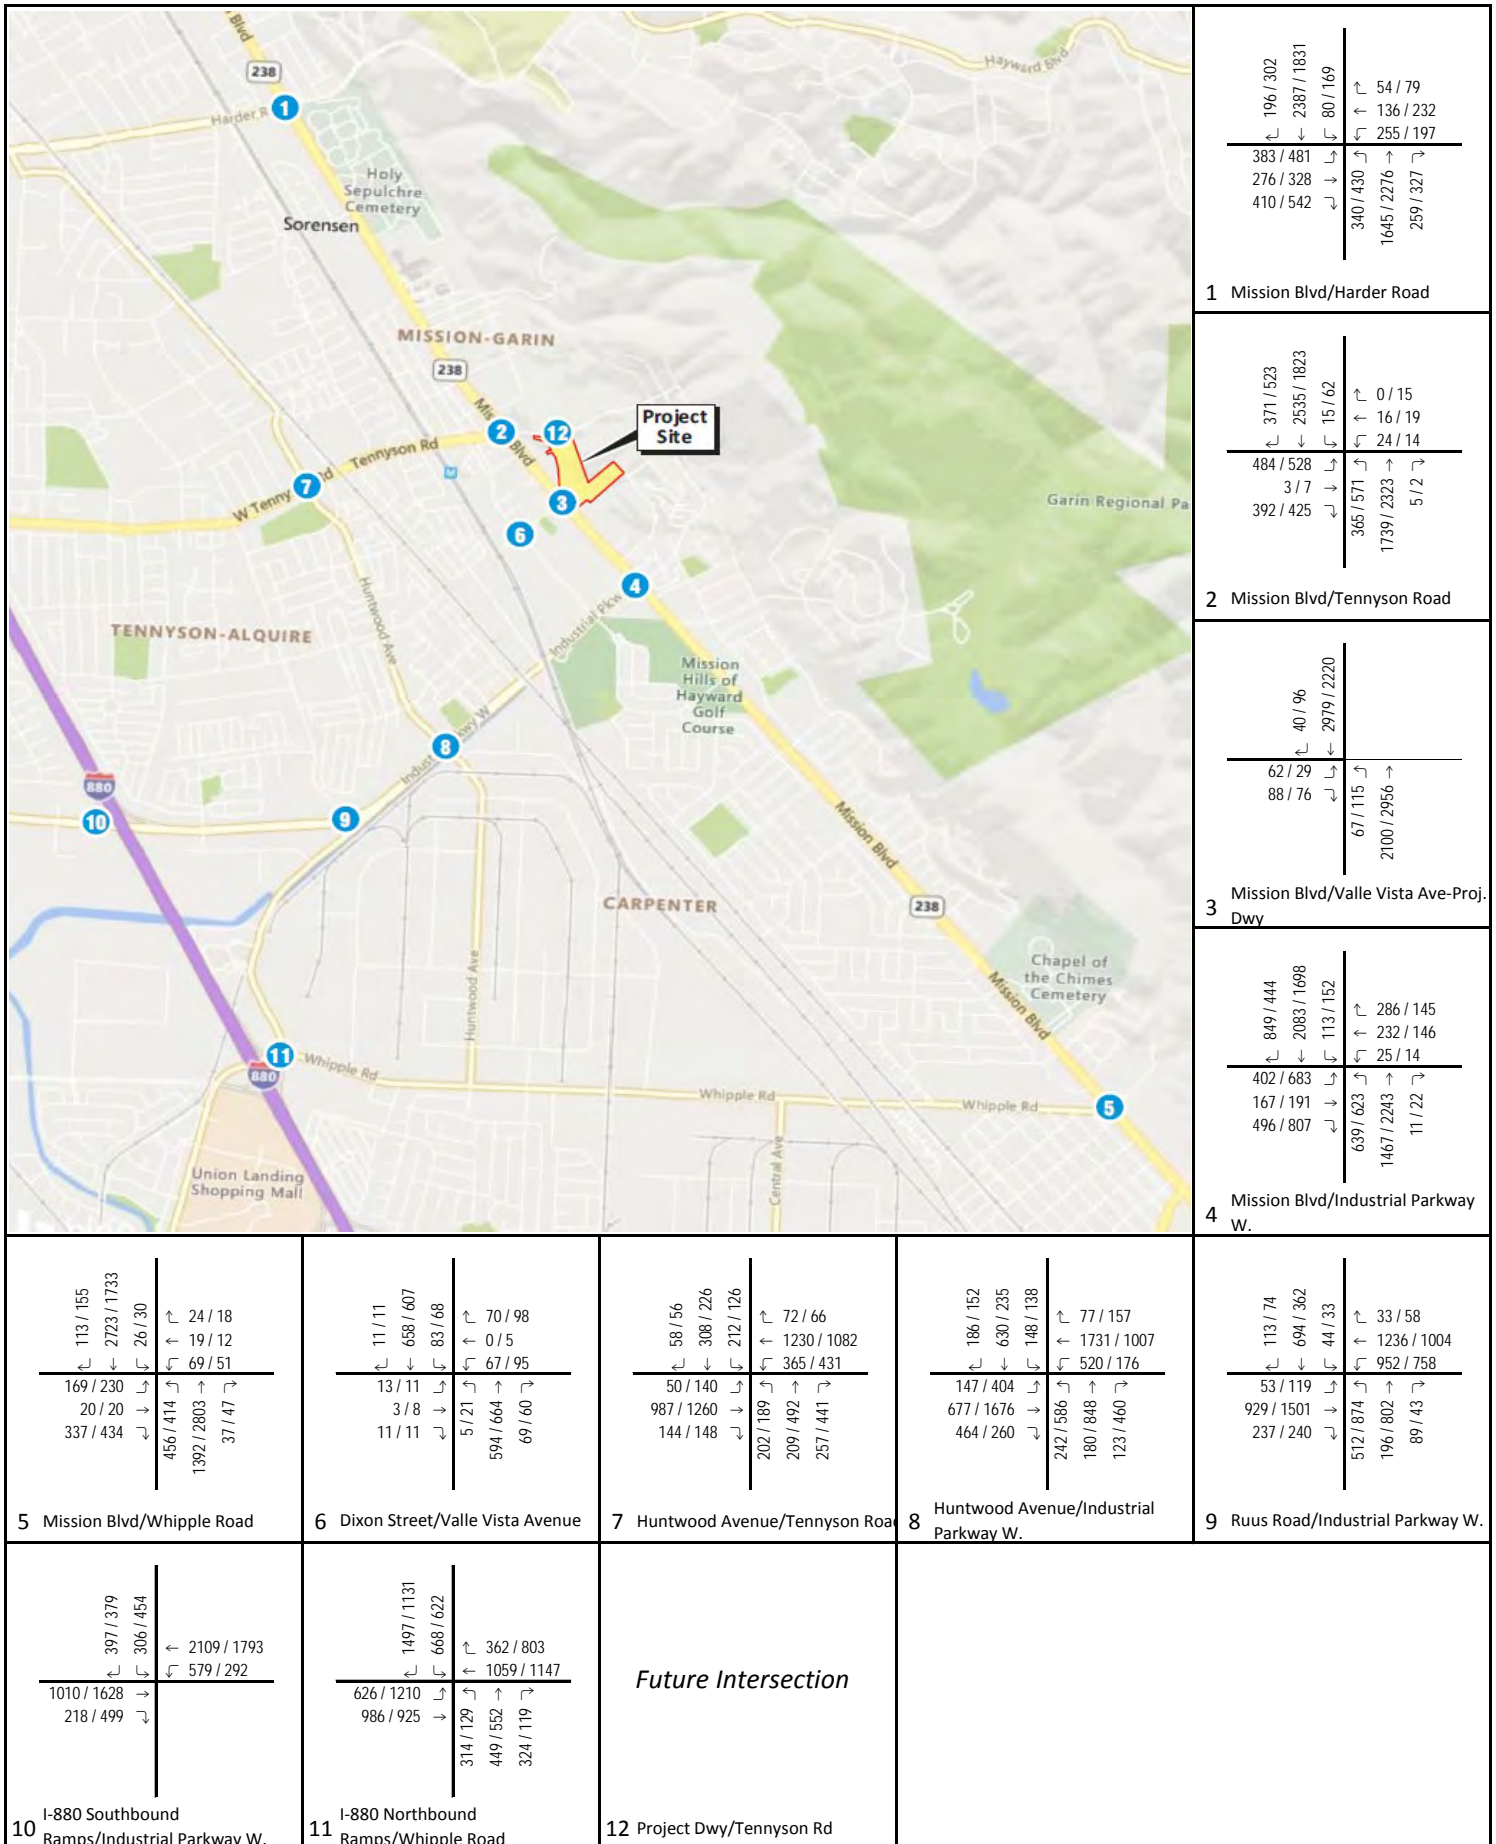 Blvd
238
1
Harder R
Hayward Blvd
Holy
Sepulchre
Cemetery
Sorensen
MISSION-GARIN
238
Mis
Blvd
2
12
Project
Site
Tennyson Rd
7
W Tenny
d
3
6
Garin Regional Pa
4
Industrial Pkw
Huntwood Ave
TENNYSON-ALQUIRE
Mission
Hills of
Hayward
Golf
Course
8
Indust
kwy W
880
10
9
Mission Blvd
CARPENTER
238
Chapel of
the Chimes
Cemetery
Mission Blvd
Huntwood Ave
11
880
Whipple Rd
Whipple Rd
Whipple Rd
5
Central Ave
Union Landing
Shopping Mall
196 / 302
2387 / 1831
80 / 169
54 / 79
136 / 232
255 / 197
383 / 481
276 / 328
410 / 542
340 / 430
1645 / 2276
259 / 327
1 Mission Blvd/Harder Road
371 / 523
2535 / 1823
15 / 62
0 / 15
16 / 19
24 / 14
484 / 528
3 / 7
392 / 425
365 / 571
1739 / 2323
5 / 2
2 Mission Blvd/Tennyson Road
40 / 96
2979 / 2220
62 / 29
88 / 76
67 / 115
2100 / 2956
3 Mission Blvd/Valle Vista Ave-Proj.
Dwy
849 / 444
2083 / 1698
113 / 152
286 / 145
232 / 146
25 / 14
402 / 683
167 / 191
496 / 807
639 / 623
1467 / 2243
11 / 22
4 Mission Blvd/Industrial Parkway
W.
113 / 155
2723 / 1733
26 / 30
24 / 18
19 / 12
69 / 51
169 / 230
20 / 20
337 / 434
456 / 414
1392 / 2803
37 / 47
5 Mission Blvd/Whipple Road
11 / 11
658 / 607
83 / 68
70 / 98
0 / 5
67 / 95
13 / 11
3 / 8
11 / 11
5 / 21
594 / 664
69 / 60
6 Dixon Street/Valle Vista Avenue
58 / 56
308 / 226
212 / 126
72 / 66
1230 / 1082
365 / 431
50 / 140
987 / 1260
144 / 148
202 / 189
209 / 492
257 / 441
7 Huntwood Avenue/Tennyson Road
186 / 152
630 / 235
148 / 138
77 / 157
1731 / 1007
520 / 176
147 / 404
677 / 1676
464 / 260
242 / 586
180 / 848
123 / 460
8 Huntwood Avenue/Industrial
Parkway W.
113 / 74
694 / 362
44 / 33
33 / 58
1236 / 1004
952 / 758
53 / 119
929 / 1501
237 / 240
512 / 874
196 / 802
89 / 43
9 Ruus Road/Industrial Parkway W.
397 / 379
306 / 454
2109 / 1793
579 / 292
1010 / 1628
218 / 499
10 I-880 Southbound
Ramps/Industrial Parkway W.
1497 / 1131
668 / 622
362 / 803
1059 / 1147
626 / 1210
986 / 925
314 / 129
449 / 552
324 / 119
11 I-880 Northbound
Ramps/Whipple Road
Future Intersection
12 Project Dwy/Tennyson Rd